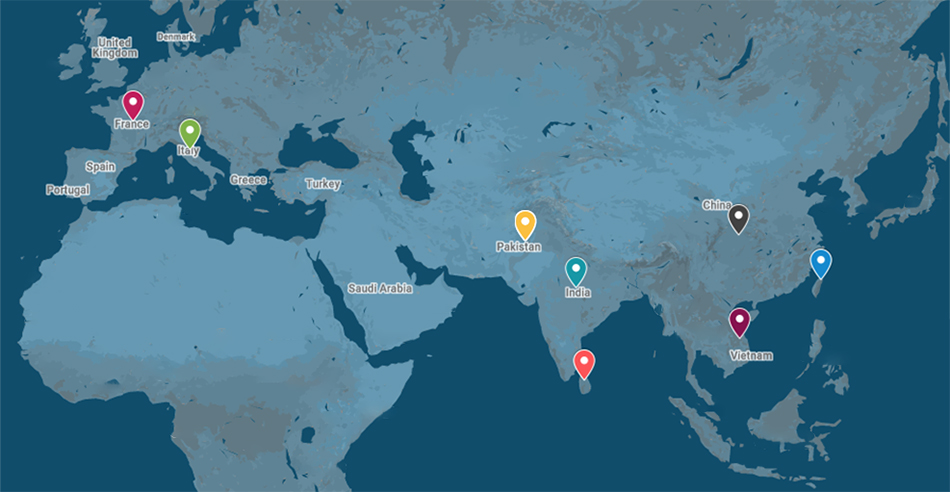 Denmark
United
Kingdom
France
Italy
Spain
Greece
Turkey
Portugal
China
Pakistan
Saudi Arabia
India
Vietnam